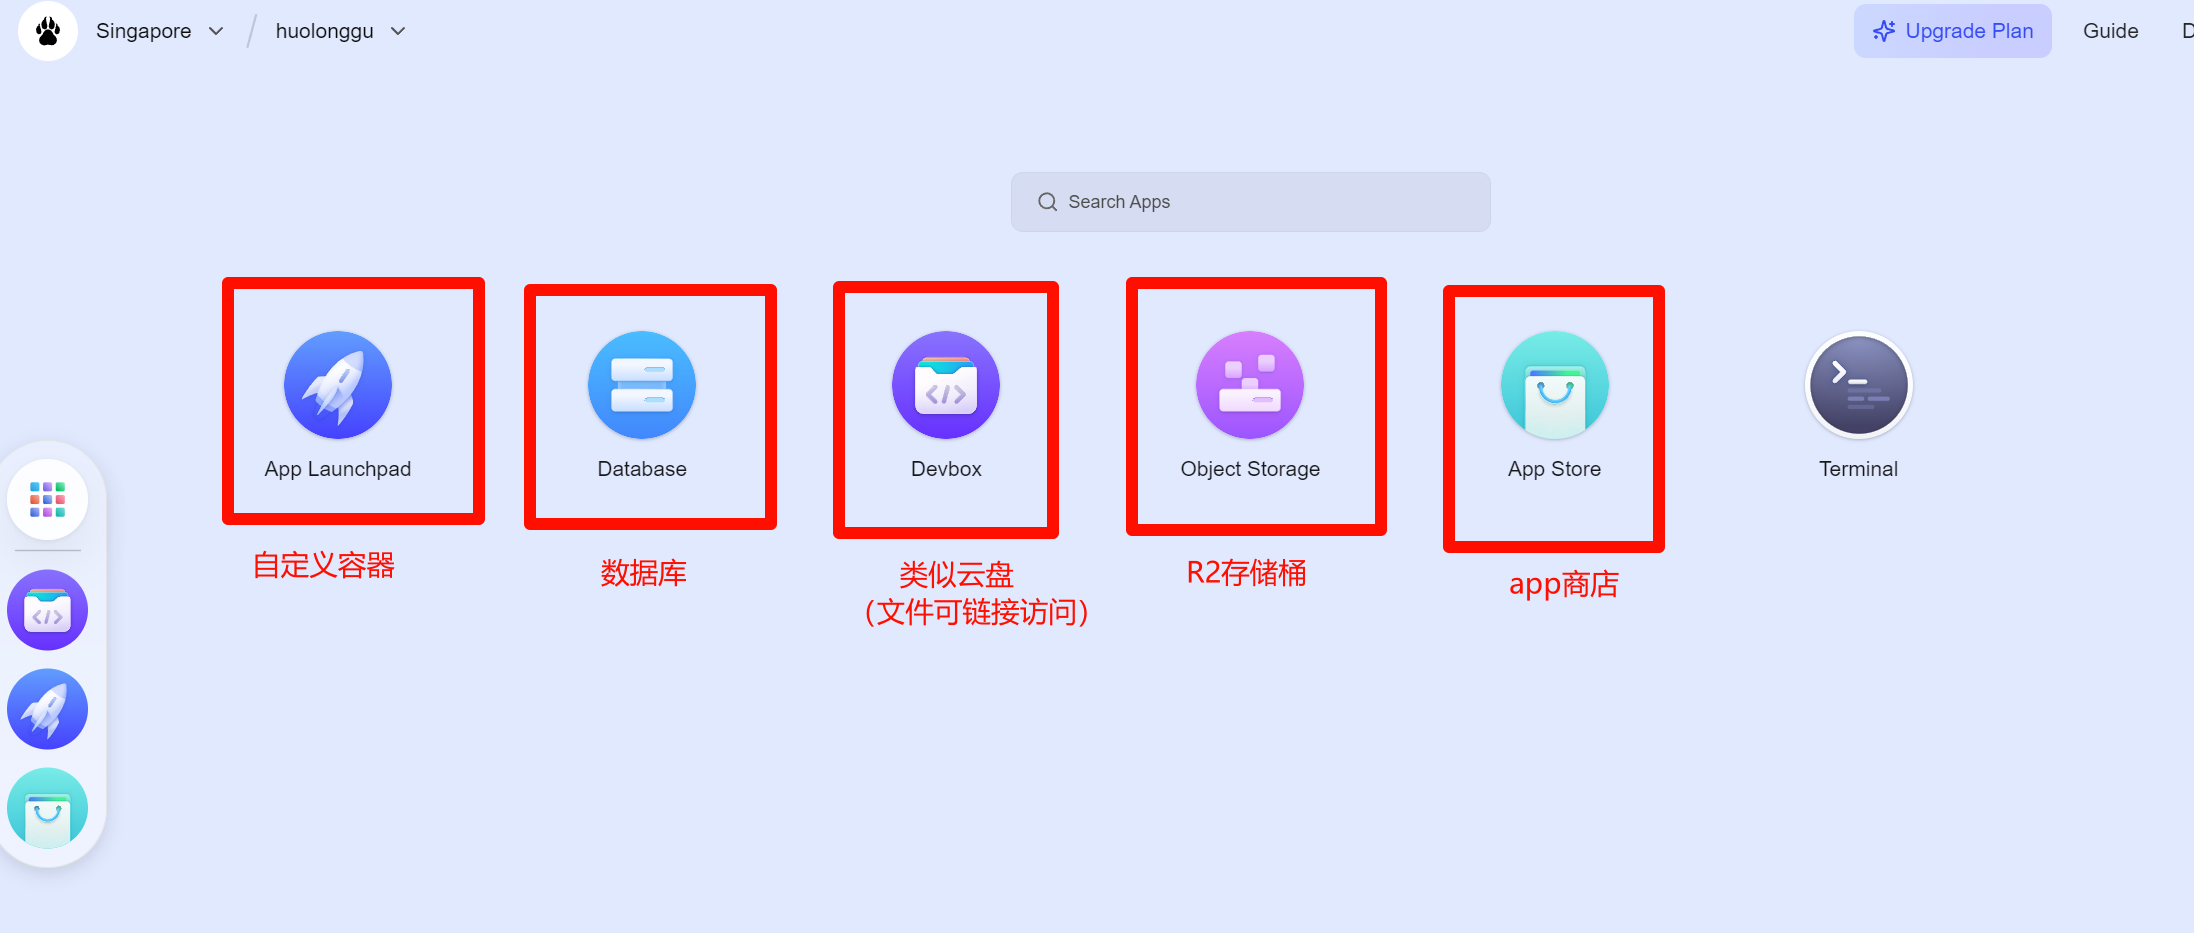 Singapore
huolonggu
Upgrade Plan
Guide
D
Search Apps
App Launchpad
Database
Devbox
Object Storage
App Store
Terminal
自定义容器
数据库
类似云盘
（文件可链接访问）
R2存储桶
app商店